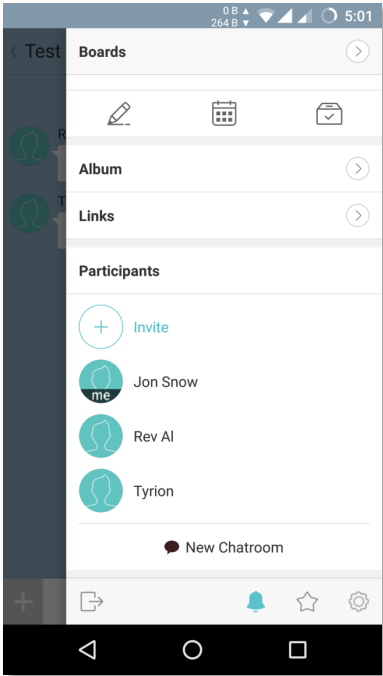 0 B ▲
264 B ▼
5:01
Test
Boards
R
T
Album
Links
Participants
Invite
Jon Snow
me
Rev Al
Tyrion
New Chatroom